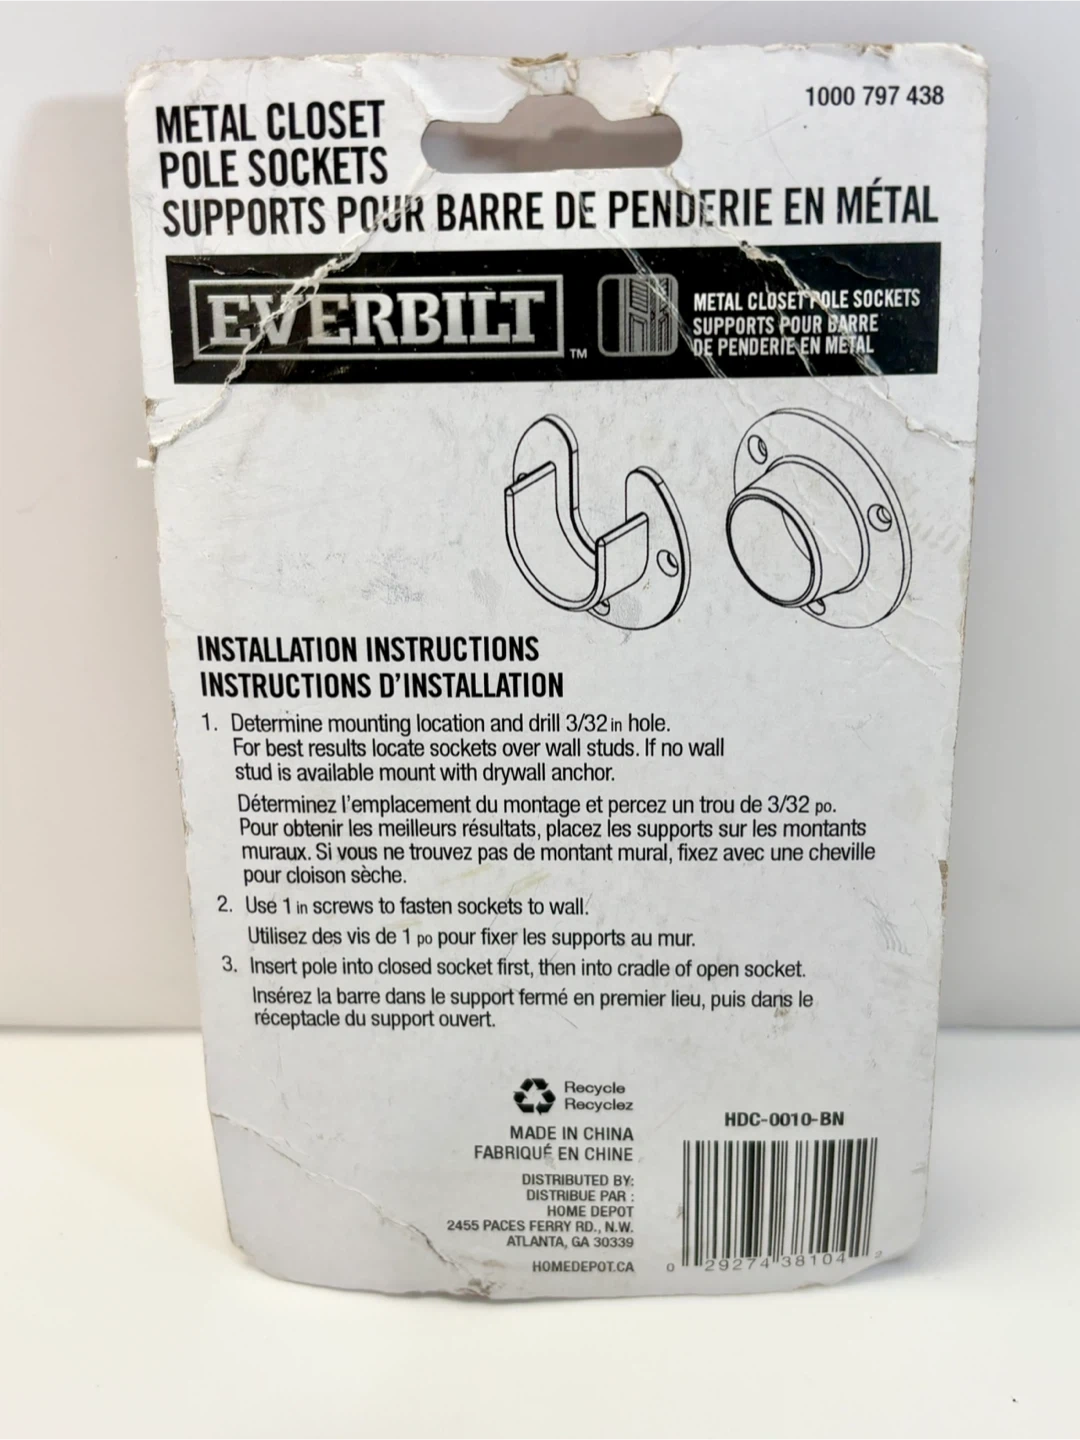 1000 797 438
METAL CLOSET
POLE SOCKETS
SUPPORTS POUR BARRE DE PENDERIE EN MÉTAL
EVERBILT TM
METAL CLOSET POLE SOCKETS
SUPPORTS POUR BARRE
DE PENDERIE EN METAL
INSTALLATION INSTRUCTIONS
INSTRUCTIONS D'INSTALLATION
1. Determine mounting location and drill 3/32 in hole.
For best results locate sockets over wall studs. If no wall
stud is available mount with drywall anchor.
Déterminez l'emplacement du montage et percez un trou de 3/32 po.
Pour obtenir les meilleurs résultats, placez les supports sur les montants
muraux. Si vous ne trouvez pas de montant mural, fixez avec une cheville
pour cloison sèche.
2. Use 1 in screws to fasten sockets to wall.
Utilisez des vis de 1 po pour fixer les supports au mur.
3. Insert pole into closed socket first, then into cradle of open socket.
Insérez la barre dans le support fermé en premier lieu, puis dans le
réceptacle du support ouvert.
Recycle
Recyclez
MADE IN CHINA
FABRIQUÉ EN CHINE
DISTRIBUTED BY:
DISTRIBUE PAR :
HOME DEPOT
2455 PACES FERRY RD., N.W.
ATLANTA, GA 30339
HOMEDEPOT.CA
HDC-0010-BN
0 29274 38104 2